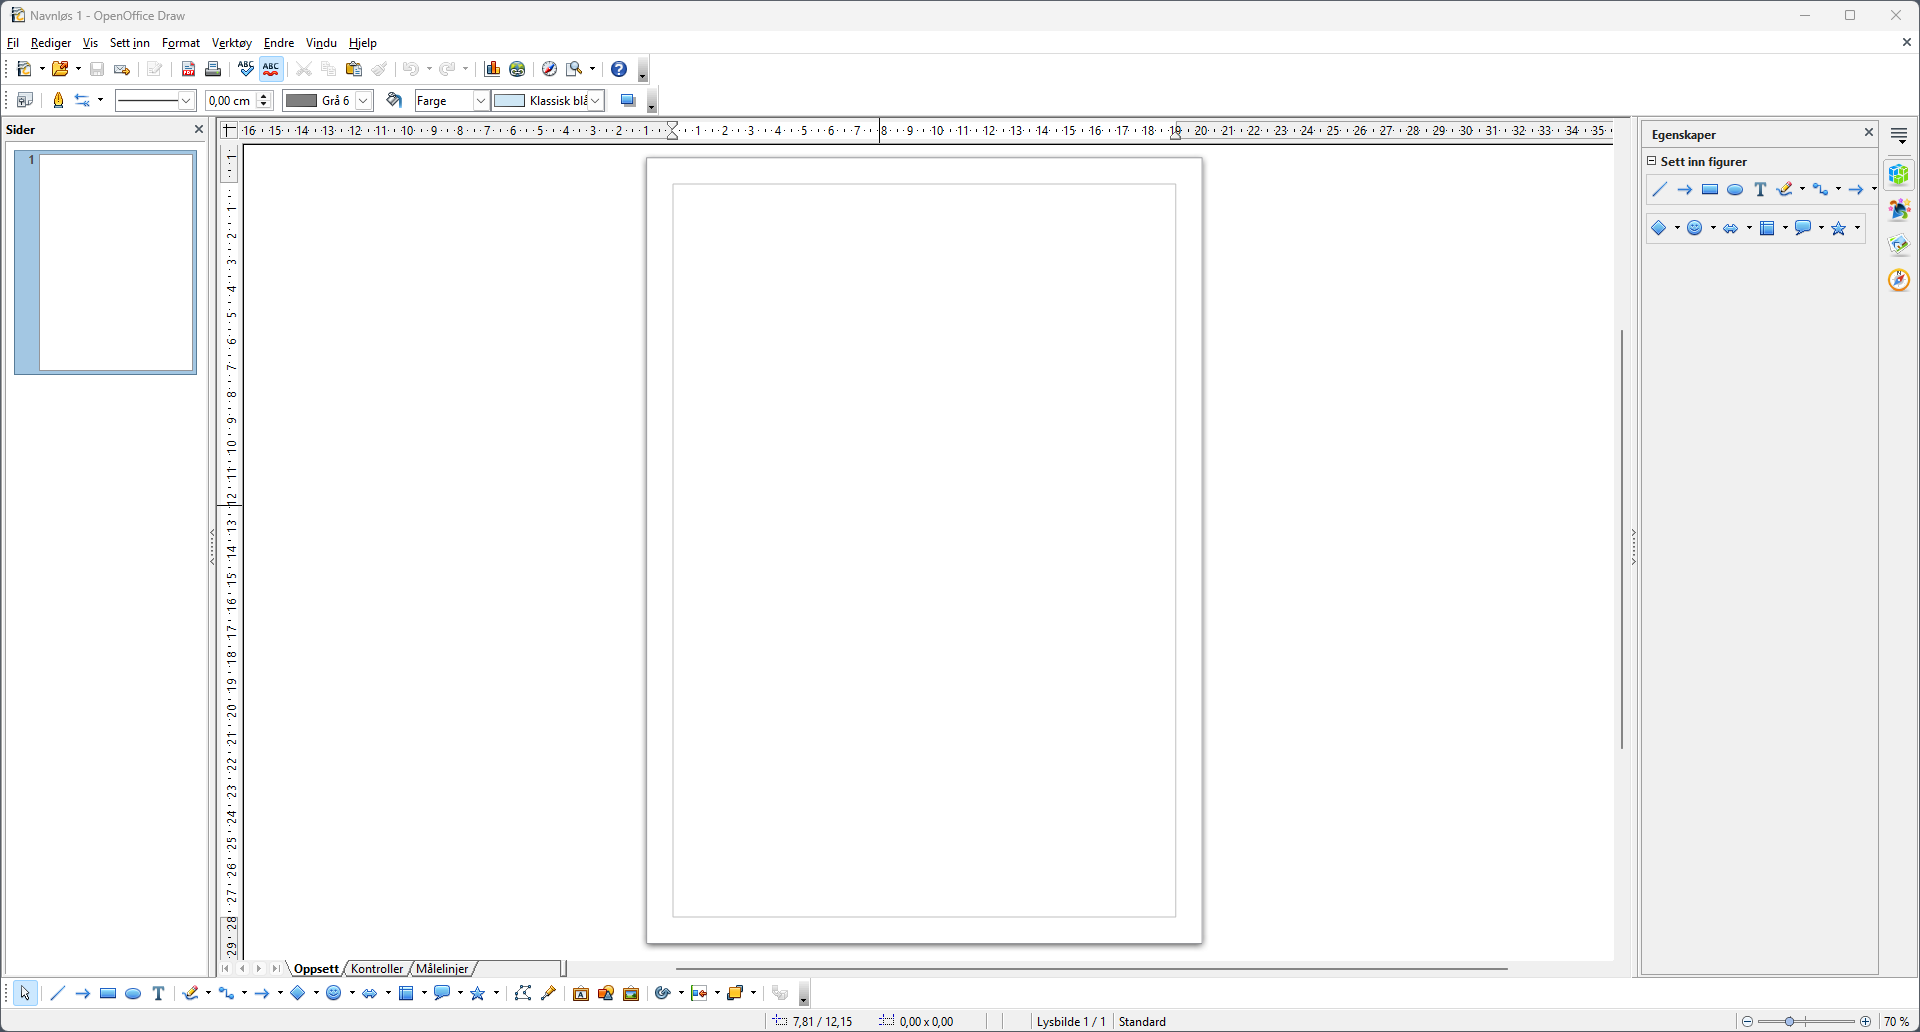 Navnløs 1 - OpenOffice Draw
Fil Rediger Vis Sett inn Format Verktøy Endre Vindu Hjelp
ABC ABC
0,00 cm Grå 6 Farge Klassisk blå
Sider
1
16 15 14 13 12 11 10 9 8 7 6 5 4 3 2 1 1 2 3 4 5 6 7 8 9 10 11 12 13 14 15 16 17 18 19 20 21 22 23 24 25 26 27 28 29 30 31 32 33 34 35
1 1 2 3 4 5 6 7 8 9 10 11 12 13 14 15 16 17 18 19 20 21 22 23 24 25 26 27 28 29
Egenskaper
Sett inn figurer
Oppsett Kontroller Målelinjer
7,81 / 12,15 0,00 x 0,00 Lysbilde 1 / 1 Standard 70 %